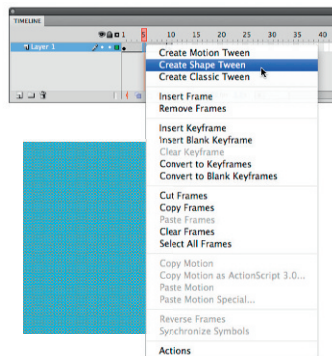 TIMELINE
1 5 10 15 20 25 30 35 40
Layer 1
Create Motion Tween
Create Shape Tween
Create Classic Tween
Insert Frame
Remove Frames
Insert Keyframe
Insert Blank Keyframe
Clear Keyframe
Convert to Keyframes
Convert to Blank Keyframes
Cut Frames
Copy Frames
Paste Frames
Clear Frames
Select All Frames
Copy Motion
Copy Motion as ActionScript 3.0...
Paste Motion
Paste Motion Special...
Reverse Frames
Synchronize Symbols
Actions